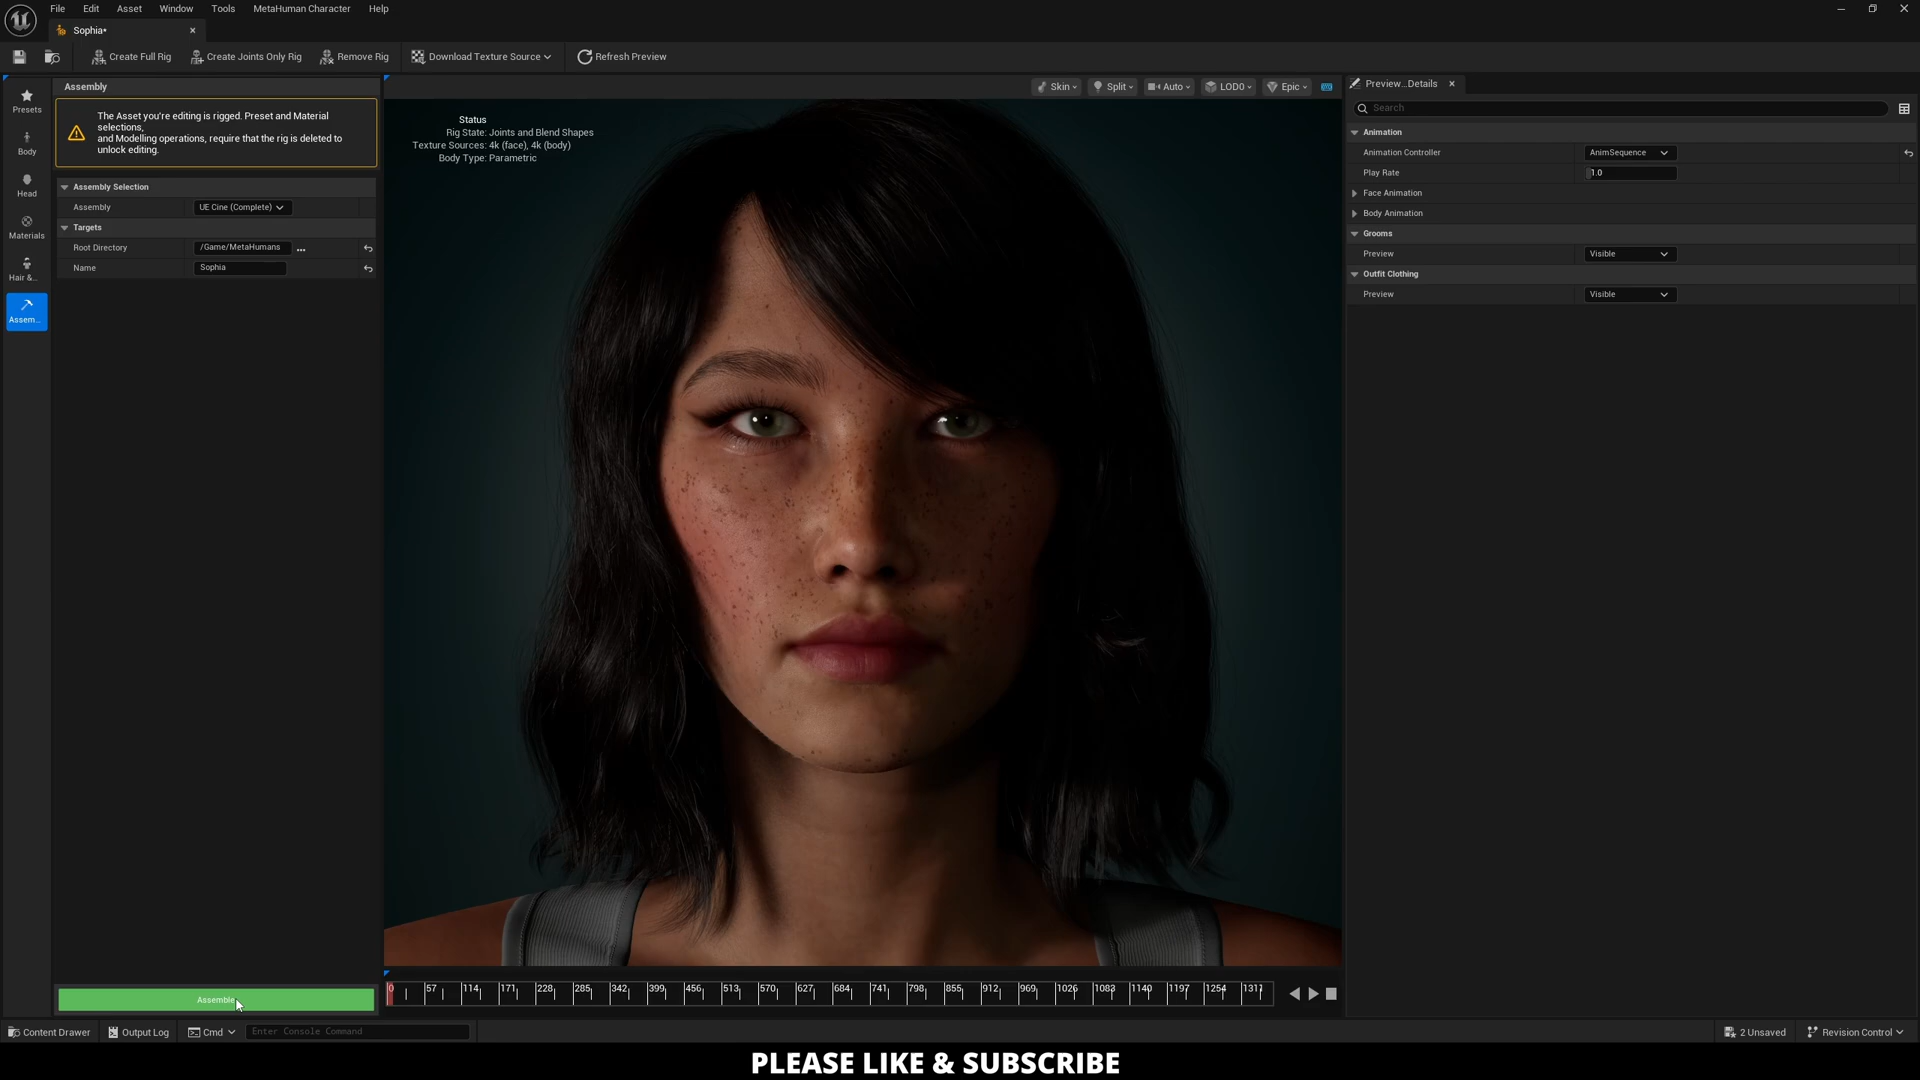 File Edit Asset Window Tools MetaHuman Character Help
Sophia*
Create Full Rig Create Joints Only Rig Remove Rig Download Texture Source Refresh Preview
Presets
Body
Head
Materials
Hair &...
Assem...
Assembly
The Asset you're editing is rigged. Preset and Material
selections,
and Modelling operations, require that the rig is deleted to
unlock editing.
Assembly Selection
Assembly UE Cine (Complete)
Targets
Root Directory /Game/MetaHumans ...
Name Sophia
Assemble
Skin Split Auto LOD0 Epic
Status
Rig State: Joints and Blend Shapes
Texture Sources: 4k (face), 4k (body)
Body Type: Parametric
0 57 114 171 228 285 342 399 456 513 570 627 684 741 798 855 912 969 1026 1083 1140 1197 1254 1311
Preview...Details
Search
Animation
Animation Controller AnimSequence
Play Rate 1.0
Face Animation
Body Animation
Grooms
Preview Visible
Outfit Clothing
Preview Visible
Content Drawer Output Log Cmd Enter Console Command 2 Unsaved Revision Control
PLEASE LIKE & SUBSCRIBE